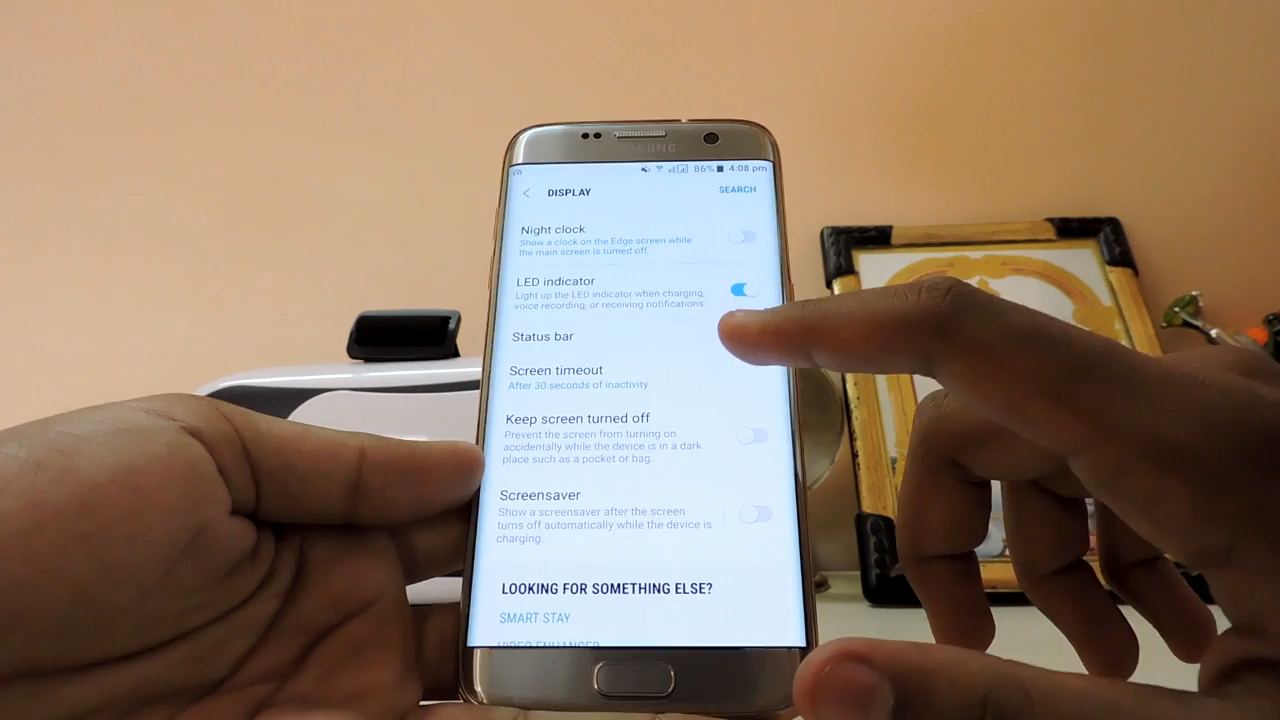 SAMSUNG
86% 4:08 pm
DISPLAY
SEARCH
Night clock
Show a clock on the Edge screen while
the main screen is turned off.
LED indicator
Light up the LED indicator when charging,
voice recording, or receiving notifications
Status bar
Screen timeout
After 30 seconds of inactivity
Keep screen turned off
Prevent the screen from turning on
accidentally while the device is in a dark
place such as a pocket or bag.
Screensaver
Show a screensaver after the screen
turns off automatically while the device is
charging.
LOOKING FOR SOMETHING ELSE?
SMART STAY
VIDEO ENHANCER